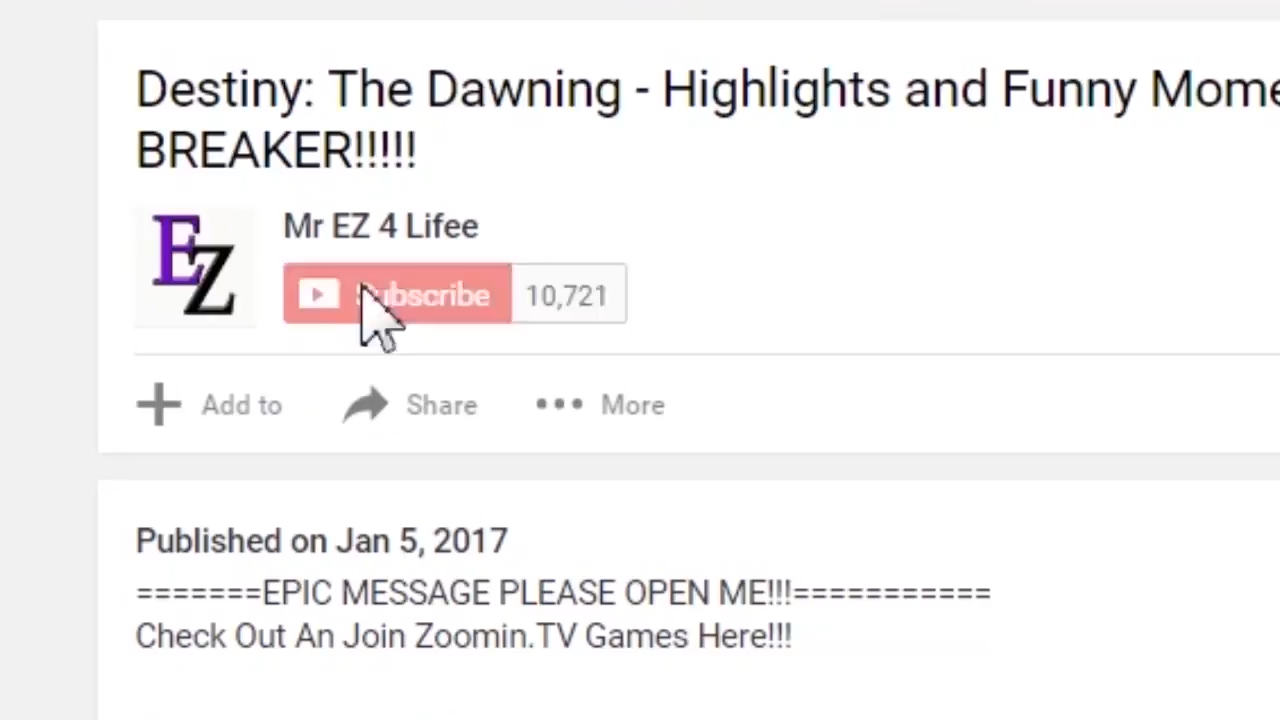 Destiny: The Dawning - Highlights and Funny Mome
BREAKER!!!!!
EZ
Mr EZ 4 Lifee
Subscribe 10,721
Add to Share More
Published on Jan 5, 2017
=======EPIC MESSAGE PLEASE OPEN ME!!!===========
Check Out An Join Zoomin.TV Games Here!!!